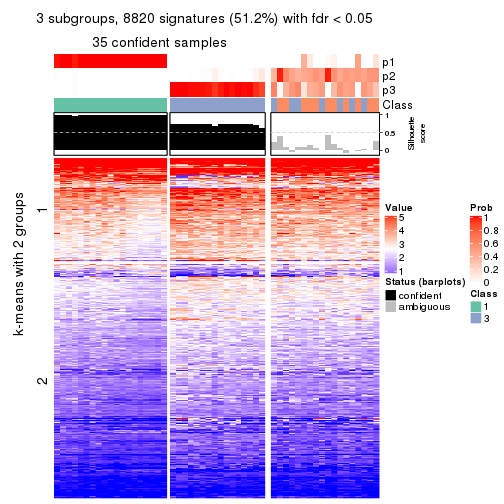 3 subgroups, 8820 signatures (51.2%) with fdr < 0.05
35 confident samples
p1
p2
p3
Class
1
0.5
0
Silhouette
score
k-means with 2 groups
1
2
Value
5
4
3
2
1
Status (barplots)
confident
ambiguous
Prob
1
0.8
0.6
0.4
0.2
0
Class
1
3